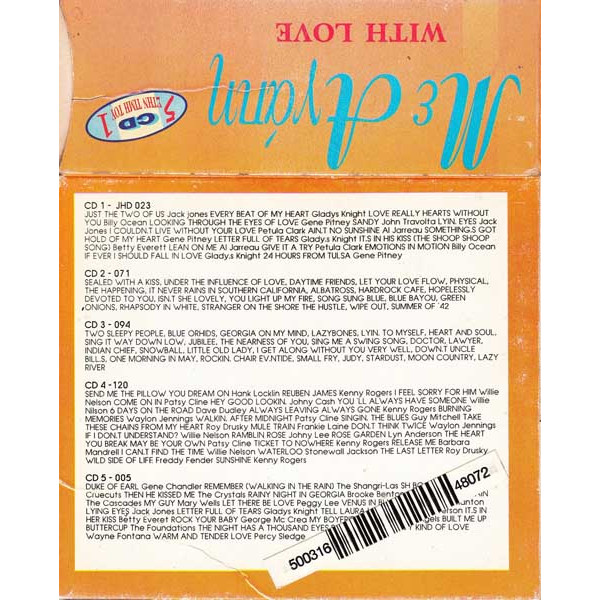 WITH LOVE
Με Αγάπη
5 CD 1
ΣΤΗΝ ΤΙΜΗ ΤΟΥ
CD 1 - JHD 023
JUST THE TWO OF US Jack jones EVERY BEAT OF MY HEART Gladys Knight LOVE REALLY HEARTS WITHOUT
YOU Billy Ocean LOOKING THROUGH THE EYES OF LOVE Gene Pitney SANDY John Travolta LYIN. EYES Jack
Jones I COULDN.T LIVE WITHOUT YOUR LOVE Petula Clark AIN.T NO SUNSHINE Al Jarreau SOMETHING.S GOT
HOLD OF MY HEART Gene Pitney LETTER FULL OF TEARS Gladys Knight IT.S IN HIS KISS (THE SHOOP SHOOP
SONG) Betty Everett LEAN. ON ME Al Jarreau GIVE IT A TRY Petula Clark EMOTIONS IN MOTION Billy Ocean
IF EVER I SHOULD FALL IN LOVE Glady.s Knight 24 HOURS FROM TULSA Gene Pitney
CD 2 - 071
SEALED WITH A KISS, UNDER THE INFLUENCE OF LOVE, DAYTIME FRIENDS, LET YOUR LOVE FLOW, PHYSICAL,
THE HAPPENING, IT NEVER RAINS IN SOUTHERN CALIFORNIA, ALBATROSS, HARDROCK CAFE, HOPELESSLY
DEVOTED TO YOU, ISN.T SHE LOVELY, YOU LIGHT UP MY FIRE, SONG SUNG BLUE, BLUE BAYOU, GREEN
ONIONS, RHAPSODY IN WHITE, STRANGER ON THE SHORE THE HUSTLE, WIPE OUT, SUMMER OF '42
CD 3 - 094
TWO SLEEPY PEOPLE, BLUE ORHIDS, GEORGIA ON MY MIND, LAZYBONES, LYIN. TO MYSELF, HEART AND SOUL,
SING IT WAY DOWN LOW, JUBILEE, THE NEARNESS OF YOU, SING ME A SWING SONG, DOCTOR, LAWYER,
INDIAN CHIEF, SNOWBALL, LITTLE OLD LADY, I GET ALONG WITHOUT YOU VERY WELL, DOWN.T UNCLE
BILL.S, ONE MORNING IN MAY, ROCKIN. CHAIR EV.NTIDE, SMALL FRY, JUDY, STARDUST, MOON COUNTRY, LAZY
RIVER
CD 4 - 120
SEND ME THE PILLOW YOU DREAM ON Hank Locklin REUBEN JAMES Kenny Rogers I FEEL SORRY FOR HIM Willie
Nelson COME ON IN Patsy Cline HEY GOOD LOOKIN. Johnny Cash YOU.LL ALWAYS HAVE SOMEONE Willie
Nilson 6 DAYS ON THE ROAD Dave Dudley ALWAYS LEAVING ALWAYS GONE Kenny Rogers BURNING
MEMORIES Waylon Jennings WALKIN. AFTER MIDNIGHT Patsy Cline SINGIN. THE BLUES Guy Mitchell TAKE
THESE CHAINS FROM MY HEART Roy Drusky MULE TRAIN Frankie Laine DON.T THINK TWICE Waylon Jennings
IF I DON.T UNDERSTAND? Willie Nelson RAMBLIN ROSE Johny Lee ROSE GARDEN Lyn Anderson THE HEART
YOU BREAK MAY BE YOUR OWN Patsy Cline TICKET TO NOWHERE Kenny Rogers RELEASE ME Barbara
Mandrell I CAN.T FIND THE TIME Willie Nielson WATERLOO Stonewall Jackson THE LAST LETTER Roy Drusky
WILD SIDE OF LIFE Freddy Fender SUNSHINE Kenny Rogers
CD 5 - 005
DUKE OF EARL Gene Chandler REMEMBER (WALKING IN THE RAIN) The Shangri-Las SH
Cruecuts THEN HE KISSED ME The Crystals RAINY NIGHT IN GEORGIA Brooke
The Cascades MY GUY Mary Wells LET THERE BE LOVE Peggy Lee VENUS IN
LYING EYES Jack Jones LETTER FULL OF TEARS Gladys Knight TELL LAURA IT.S IN
HER KISS Betty Everet ROCK YOUR BABY George Mc Crea MY BUILT ME UP
BUTTERCUP The Foundations THE NIGHT HAS A THOUSAND EYES KIND OF LOVE
Wayne Fontana WARM AND TENDER LOVE Percy Sledge
500316 48072